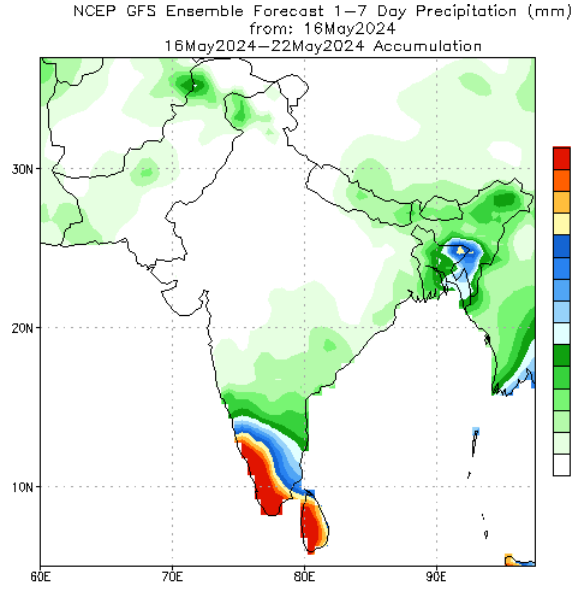 NCEP GFS Ensemble Forecast 1-7 Day Precipitation (mm)
from: 16May2024
16May2024-22May2024 Accumulation
30N
20N
10N
60E
70E
80E
90E